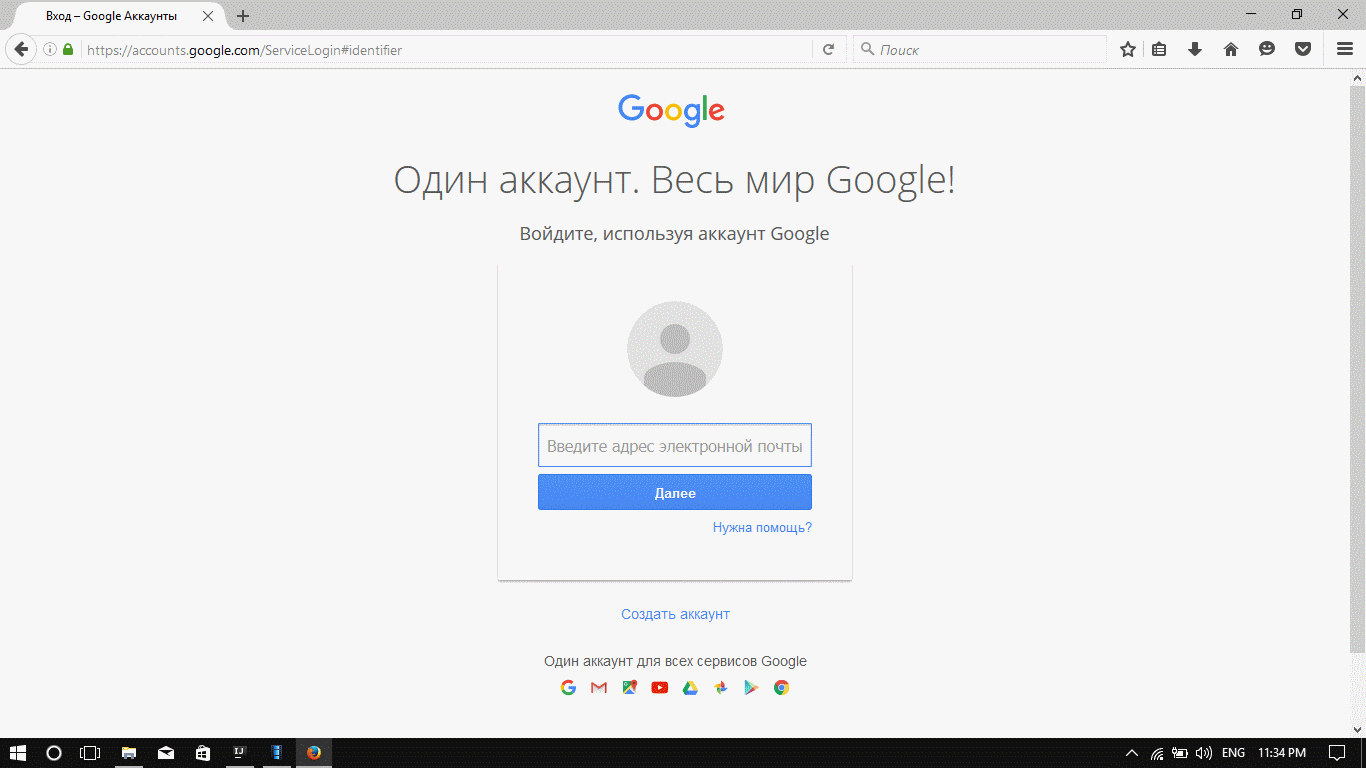 Вход – Google Аккаунты
https://accounts.google.com/ServiceLogin#identifier
Поиск
Google
Один аккаунт. Весь мир Google!
Войдите, используя аккаунт Google
Введите адрес электронной почты
Далее
Нужна помощь?
Создать аккаунт
Один аккаунт для всех сервисов Google
IJ
ENG
11:34 PM